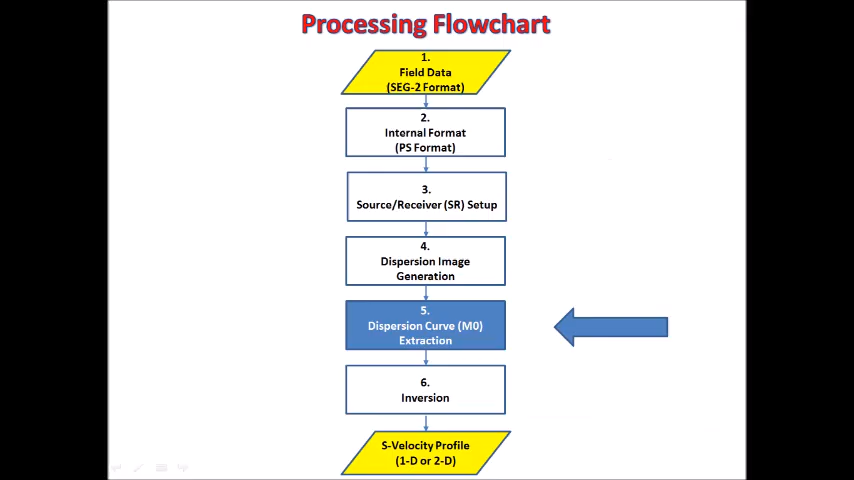 Processing Flowchart
1.
Field Data
(SEG-2 Format)
2.
Internal Format
(PS Format)
3.
Source/Receiver (SR) Setup
4.
Dispersion Image
Generation
5.
Dispersion Curve (M0)
Extraction
6.
Inversion
S-Velocity Profile
(1-D or 2-D)